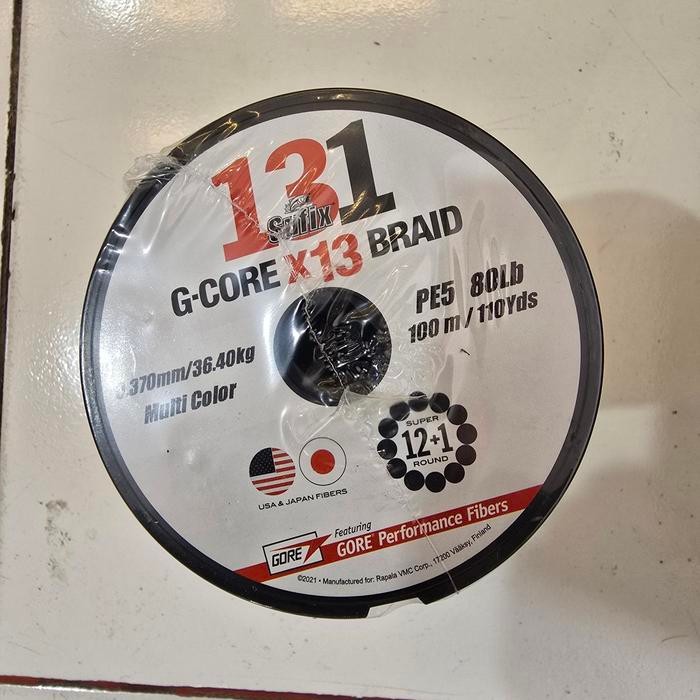 131
Sufix
G-CORE X13 BRAID
PE5 80Lb
100 m / 110Yds
.370mm/36.40kg
Multi Color
SUPER
12+1
ROUND
USA & JAPAN FIBERS
GORE
Featuring
GORE® Performance Fibers
©2021 • Manufactured for: Rapala VMC Corp., 17200 Vääksy, Finland